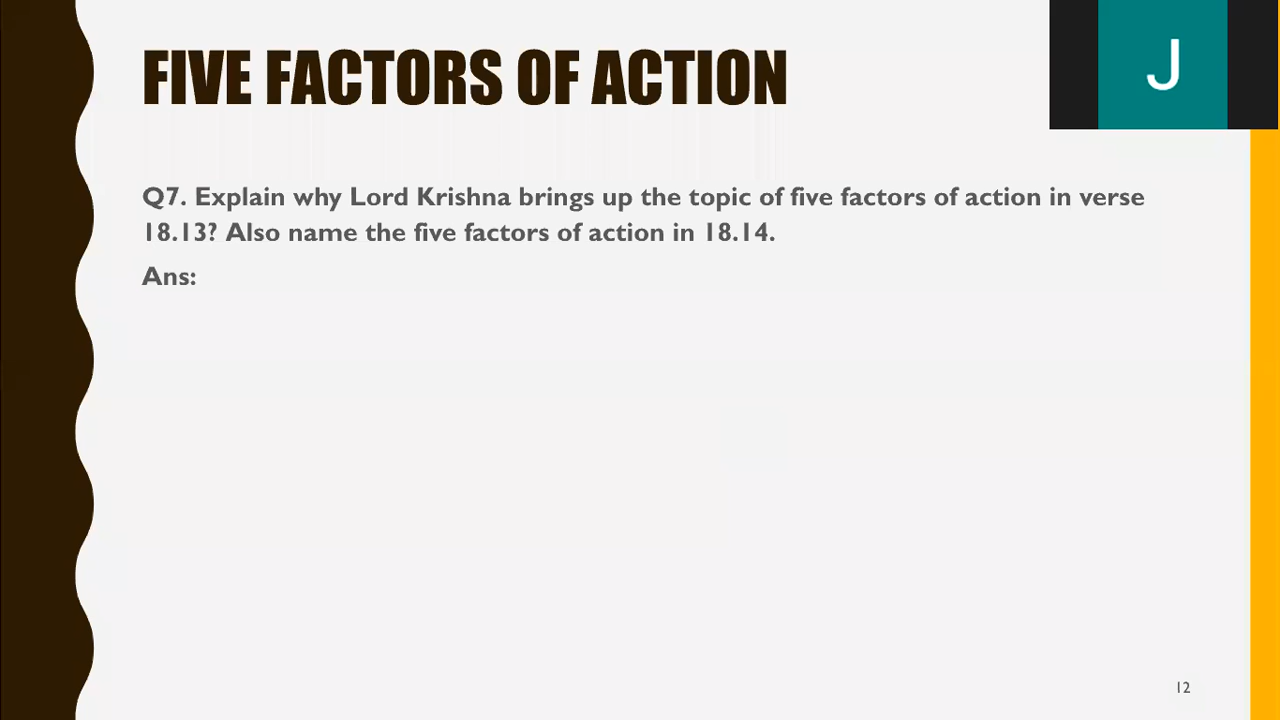 FIVE FACTORS OF ACTION
J
Q7. Explain why Lord Krishna brings up the topic of five factors of action in verse
18.13? Also name the five factors of action in 18.14.
Ans:
12